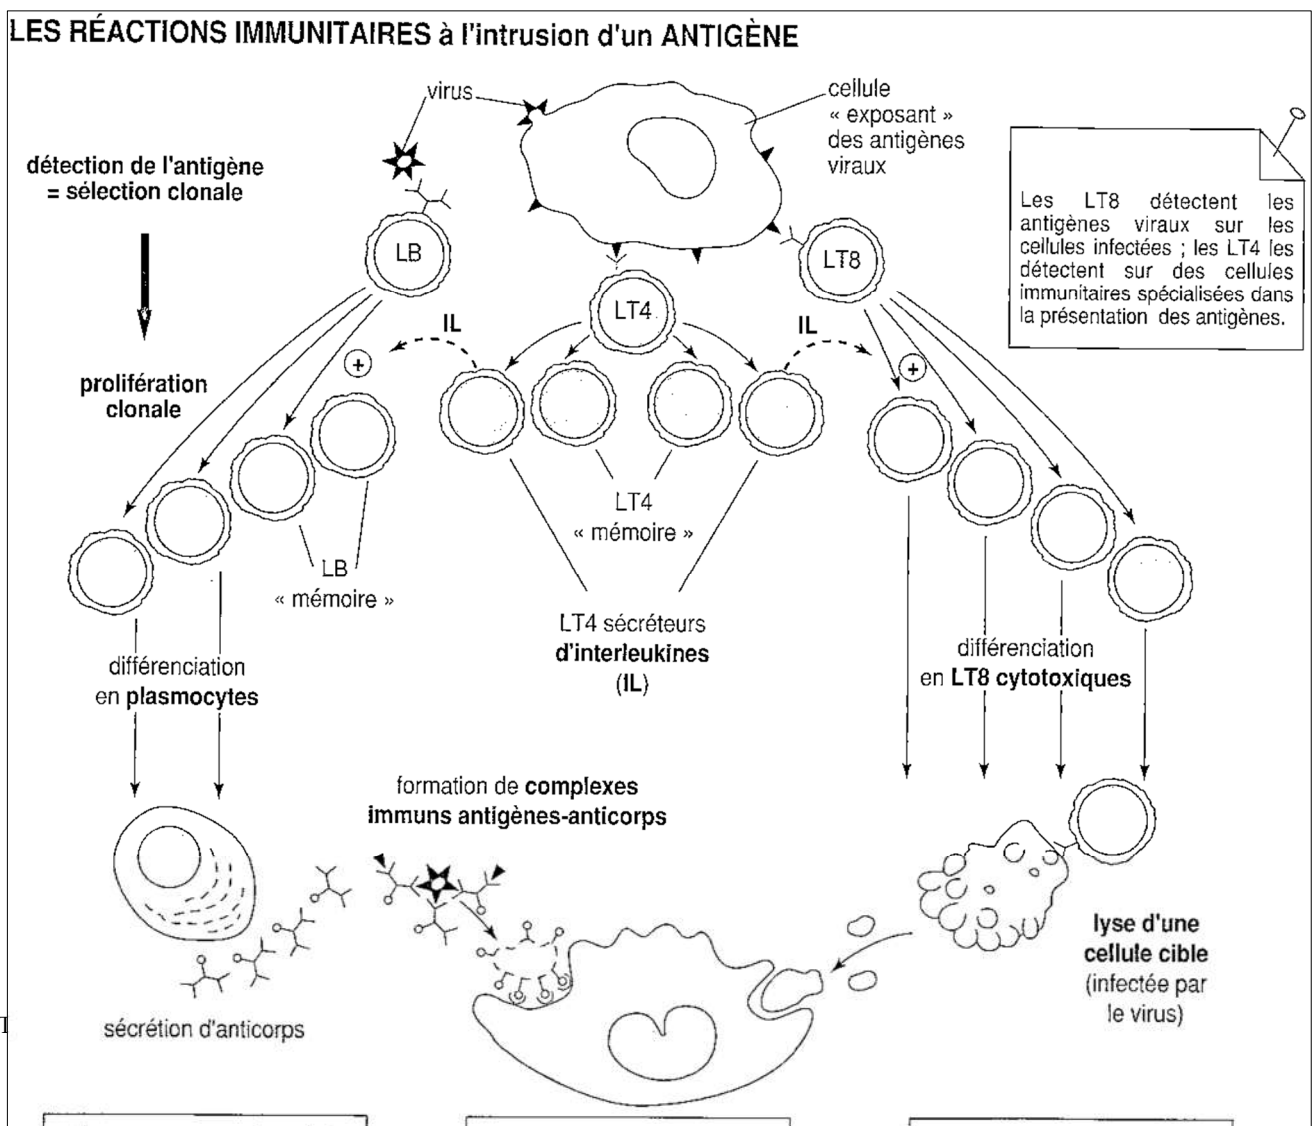 LES RÉACTIONS IMMUNITAIRES à l'intrusion d'un ANTIGÈNE
virus
cellule
« exposant »
des antigènes
viraux
détection de l'antigène
= sélection clonale
Les LT8 détectent les
antigènes viraux sur les
cellules infectées ; les LT4 les
détectent sur des cellules
immunitaires spécialisées dans
la présentation des antigènes.
LB
LT4
LT8
IL
IL
+
+
prolifération
clonale
LT4
« mémoire »
LB
« mémoire »
LT4 sécréteurs
d'interleukines
(IL)
différenciation
en plasmocytes
différenciation
en LT8 cytotoxiques
formation de complexes
immuns antigènes-anticorps
lyse d'une
cellule cible
(infectée par
le virus)
sécrétion d'anticorps